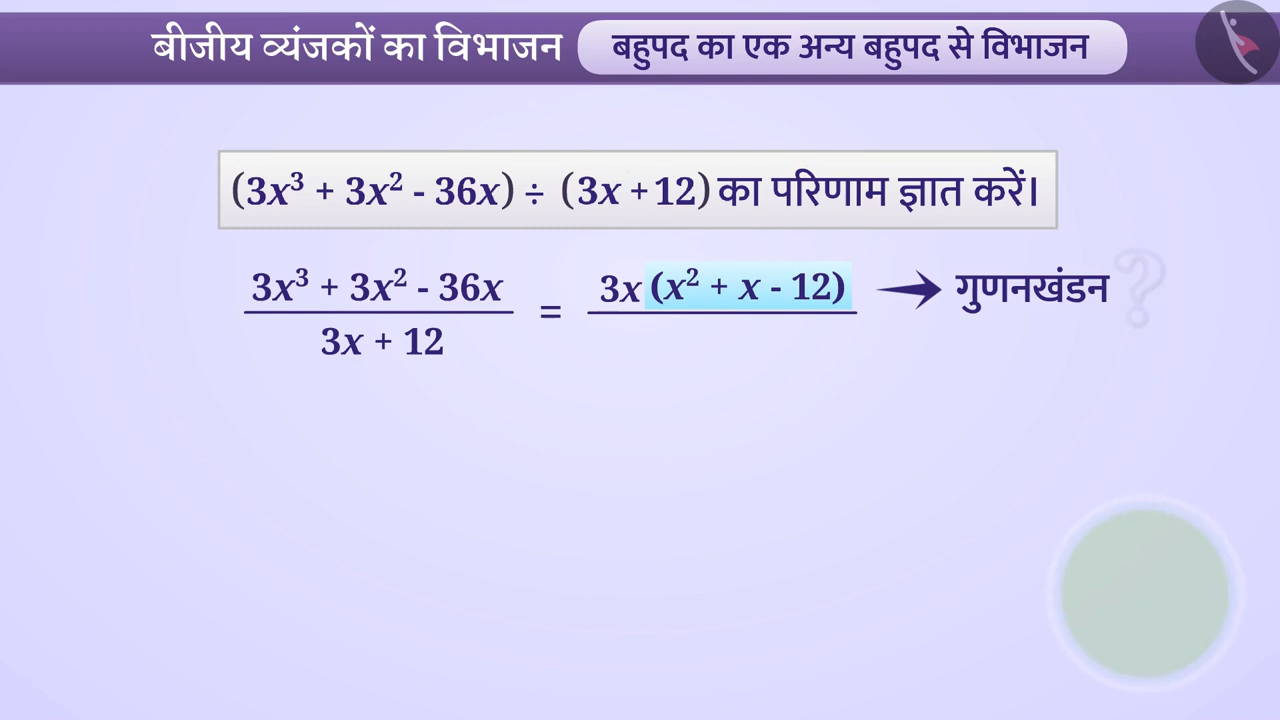 बीजीय व्यंजकों का विभाजन बहुपद का एक अन्य बहुपद से विभाजन
(3x³ + 3x² - 36x) ÷ (3x + 12) का परिणाम ज्ञात करें।
3x³ + 3x² - 36x
3x + 12
=
3x (x² + x - 12)
गुणनखंडन ?